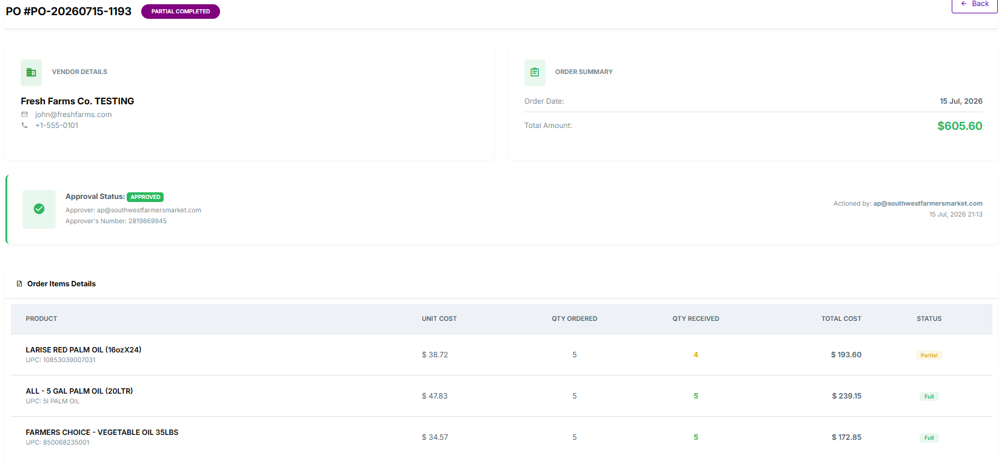 PO #PO-20260715-1193 PARTIAL COMPLETED
← Back
VENDOR DETAILS
Fresh Farms Co. TESTING
john@freshfarms.com
+1-555-0101
ORDER SUMMARY
Order Date: 15 Jul, 2026
Total Amount: $605.60
Approval Status: APPROVED
Approver: ap@southwestfarmersmarket.com
Approver's Number: 2819869945
Actioned by: ap@southwestfarmersmarket.com
15 Jul, 2026 21:13
Order Items Details
PRODUCT UNIT COST QTY ORDERED QTY RECEIVED TOTAL COST STATUS
LARISE RED PALM OIL (16ozX24) $ 38.72 5 4 $ 193.60 Partial
UPC: 10853039007031
ALL - 5 GAL PALM OIL (20LTR) $ 47.83 5 5 $ 239.15 Full
UPC: 5l PALM OIL
FARMERS CHOICE - VEGETABLE OIL 35LBS $ 34.57 5 5 $ 172.85 Full
UPC: 850068235001